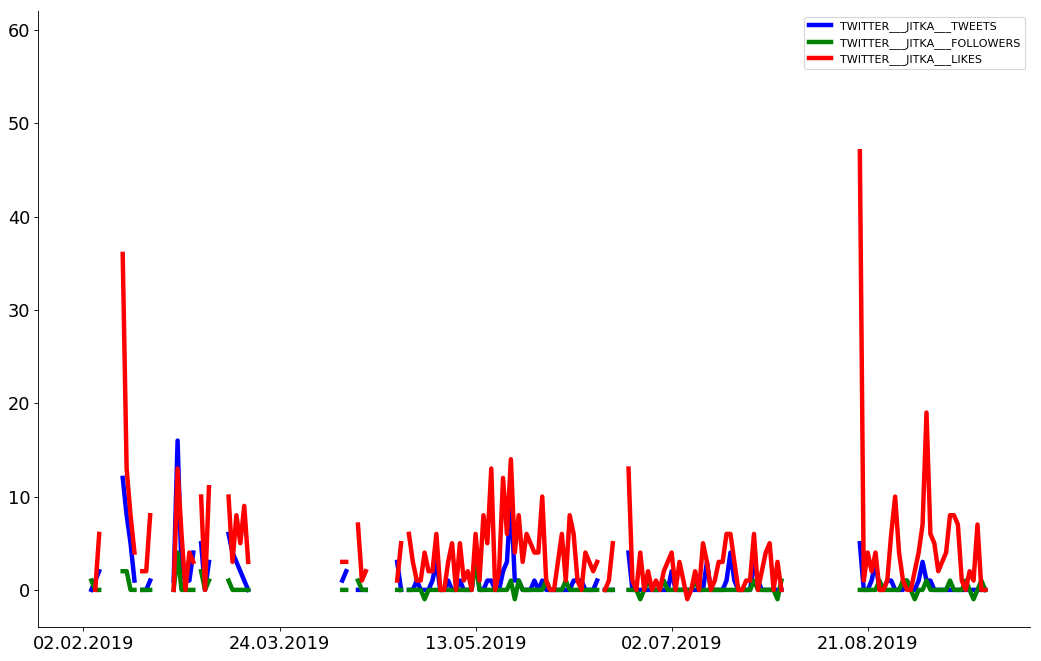 60
50
40
30
20
10
0
TWITTER___JITKA___TWEETS
TWITTER___JITKA___FOLLOWERS
TWITTER___JITKA___LIKES
02.02.2019 24.03.2019 13.05.2019 02.07.2019 21.08.2019